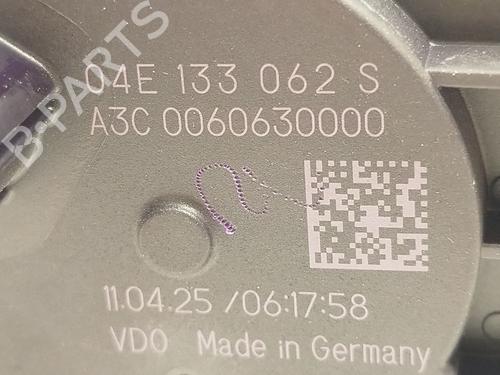 B-PARTS
04E 133 062 S
A3C 0060630000
11.04.25 /06:17:58
VDO Made in Germany